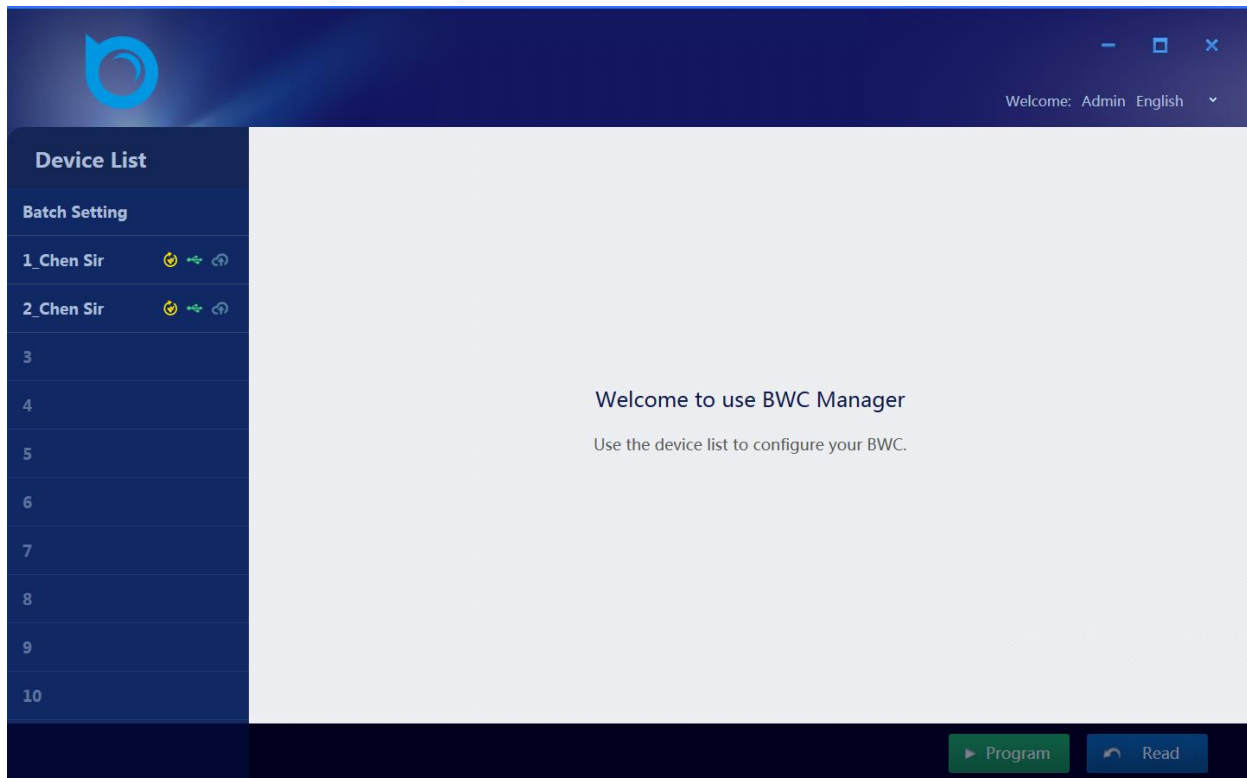 Welcome: Admin English
Device List
Batch Setting
1_Chen Sir
2_Chen Sir
3
4
5
6
7
8
9
10
Welcome to use BWC Manager
Use the device list to configure your BWC.
Program
Read